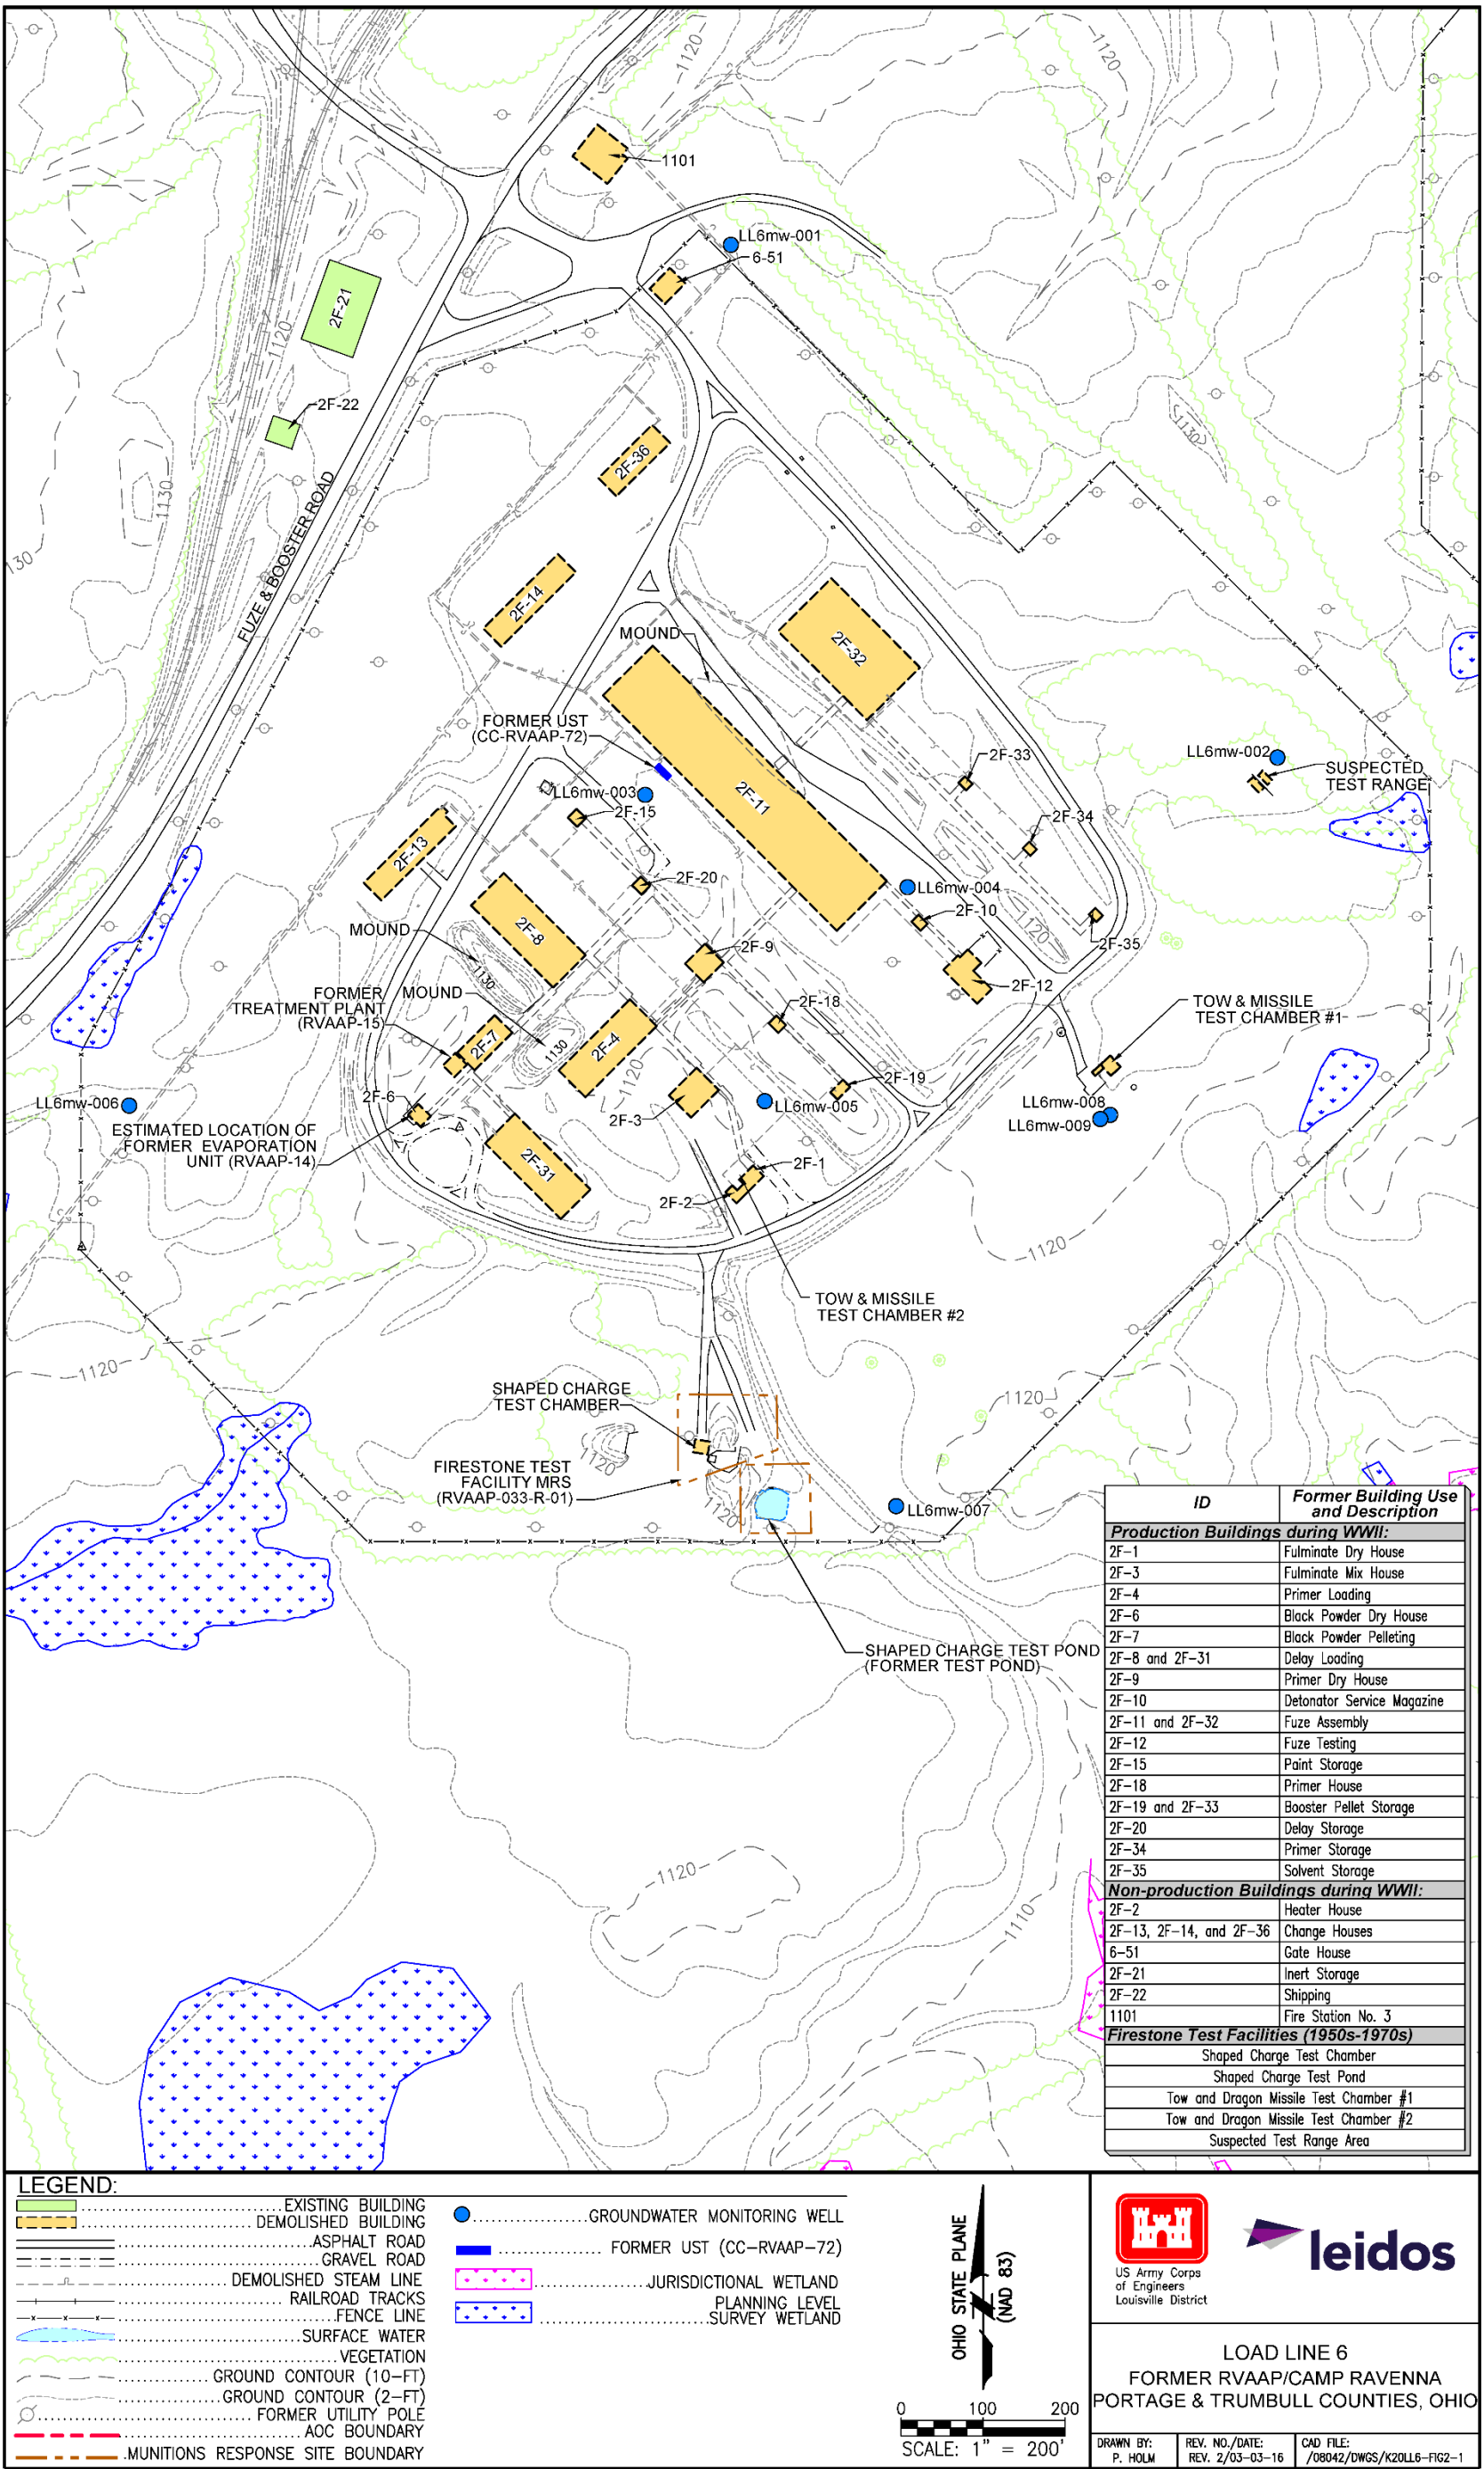 1120
1120
1101
LL6mw-001
6-51
2F-21
1120
2F-22
1130
2F-36
1130
FUZE & BOOSTER ROAD
130
2F-14
MOUND
2F-32
FORMER UST
(CC-RVAAP-72)
LL6mw-002
SUSPECTED
TEST RANGE
2F-33
LL6mw-003
2F-11
2F-15
2F-34
2F-13
2F-20
LL6mw-004
2F-10
1120
2F-8
MOUND
2F-9
2F-35
1130
2F-12
FORMER
TREATMENT PLANT
(RVAAP-15)
MOUND
2F-18
TOW & MISSILE
TEST CHAMBER #1
2F-7
1130
2F-4
1120
2F-19
2F-6
LL6mw-006
LL6mw-005
LL6mw-008
LL6mw-009
2F-3
ESTIMATED LOCATION OF
FORMER EVAPORATION
UNIT (RVAAP-14)
2F-31
2F-1
2F-2
1120
TOW & MISSILE
TEST CHAMBER #2
1120
SHAPED CHARGE
TEST CHAMBER
1120
1120
FIRESTONE TEST
FACILITY MRS
(RVAAP-033-R-01)
1120
LL6mw-007
SHAPED CHARGE TEST POND
(FORMER TEST POND)
1120
1110
ID Former Building Use
and Description
Production Buildings during WWII:
2F-1 Fulminate Dry House
2F-3 Fulminate Mix House
2F-4 Primer Loading
2F-6 Black Powder Dry House
2F-7 Black Powder Pelleting
2F-8 and 2F-31 Delay Loading
2F-9 Primer Dry House
2F-10 Detonator Service Magazine
2F-11 and 2F-32 Fuze Assembly
2F-12 Fuze Testing
2F-15 Paint Storage
2F-18 Primer House
2F-19 and 2F-33 Booster Pellet Storage
2F-20 Delay Storage
2F-34 Primer Storage
2F-35 Solvent Storage
Non-production Buildings during WWII:
2F-2 Heater House
2F-13, 2F-14, and 2F-36 Change Houses
6-51 Gate House
2F-21 Inert Storage
2F-22 Shipping
1101 Fire Station No. 3
Firestone Test Facilities (1950s-1970s)
Shaped Charge Test Chamber
Shaped Charge Test Pond
Tow and Dragon Missile Test Chamber #1
Tow and Dragon Missile Test Chamber #2
Suspected Test Range Area
LEGEND:
EXISTING BUILDING
DEMOLISHED BUILDING
ASPHALT ROAD
GRAVEL ROAD
DEMOLISHED STEAM LINE
RAILROAD TRACKS
FENCE LINE
SURFACE WATER
VEGETATION
GROUND CONTOUR (10-FT)
GROUND CONTOUR (2-FT)
FORMER UTILITY POLE
AOC BOUNDARY
MUNITIONS RESPONSE SITE BOUNDARY
GROUNDWATER MONITORING WELL
FORMER UST (CC-RVAAP-72)
JURISDICTIONAL WETLAND
PLANNING LEVEL
SURVEY WETLAND
OHIO STATE PLANE
(NAD 83)
N
0 100 200
SCALE: 1" = 200'
US Army Corps
of Engineers
Louisville District
leidos
LOAD LINE 6
FORMER RVAAP/CAMP RAVENNA
PORTAGE & TRUMBULL COUNTIES, OHIO
DRAWN BY:
P. HOLM
REV. NO./DATE:
REV. 2/03-03-16
CAD FILE:
/08042/DWGS/K20LL6-FIG2-1